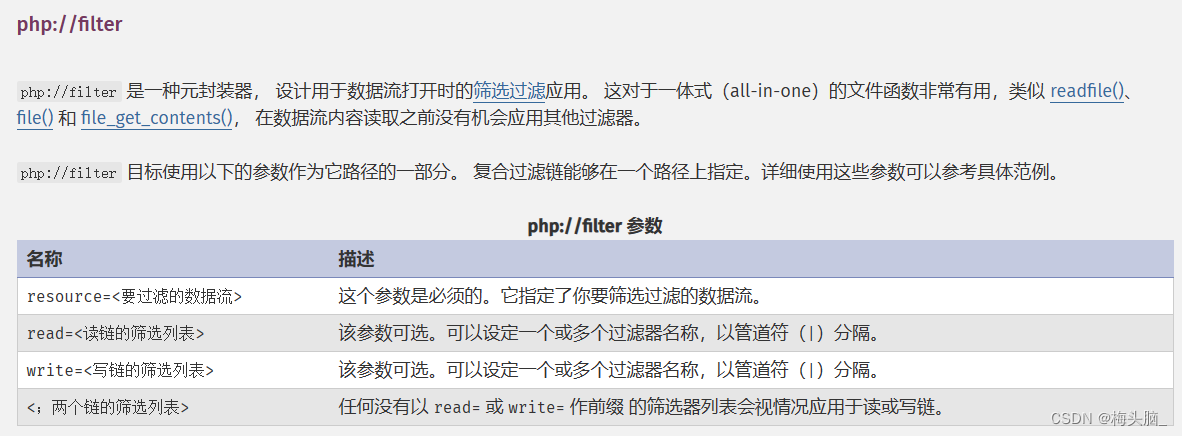 php://filter
php://filter 是一种元封装器， 设计用于数据流打开时的筛选过滤应用。 这对于一体式（all-in-one）的文件函数非常有用，类似 readfile()、
file() 和 file_get_contents()， 在数据流内容读取之前没有机会应用其他过滤器。
php://filter 目标使用以下的参数作为它路径的一部分。 复合过滤链能够在一个路径上指定。详细使用这些参数可以参考具体范例。
php://filter 参数
名称 描述
resource=<要过滤的数据流> 这个参数是必须的。它指定了你要筛选过滤的数据流。
read=<读链的筛选列表> 该参数可选。可以设定一个或多个过滤器名称，以管道符（|）分隔。
write=<写链的筛选列表> 该参数可选。可以设定一个或多个过滤器名称，以管道符（|）分隔。
<；两个链的筛选列表> 任何没有以 read= 或 write= 作前缀 的筛选器列表会视情况应用于读或写链。
CSDN @梅头脑_